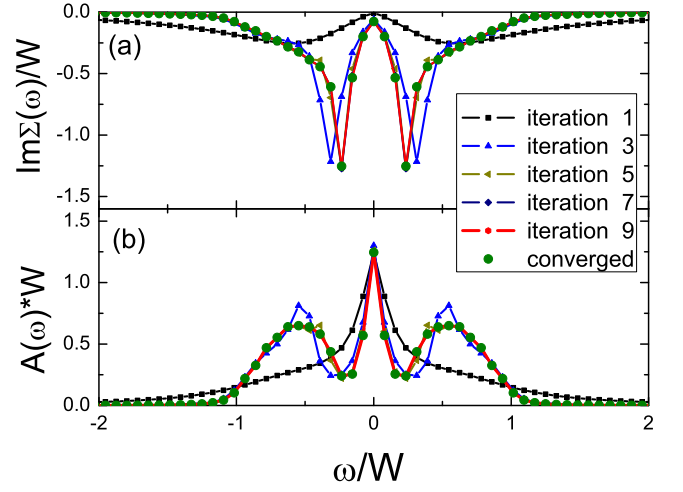 0.0
-0.5
-1.0
-1.5
ImΣ(ω)/W
(a)
iteration 1
iteration 3
iteration 5
iteration 7
iteration 9
converged
1.5
1.0
0.5
0.0
A(ω)*W
(b)
-2 -1 0 1 2
ω/W